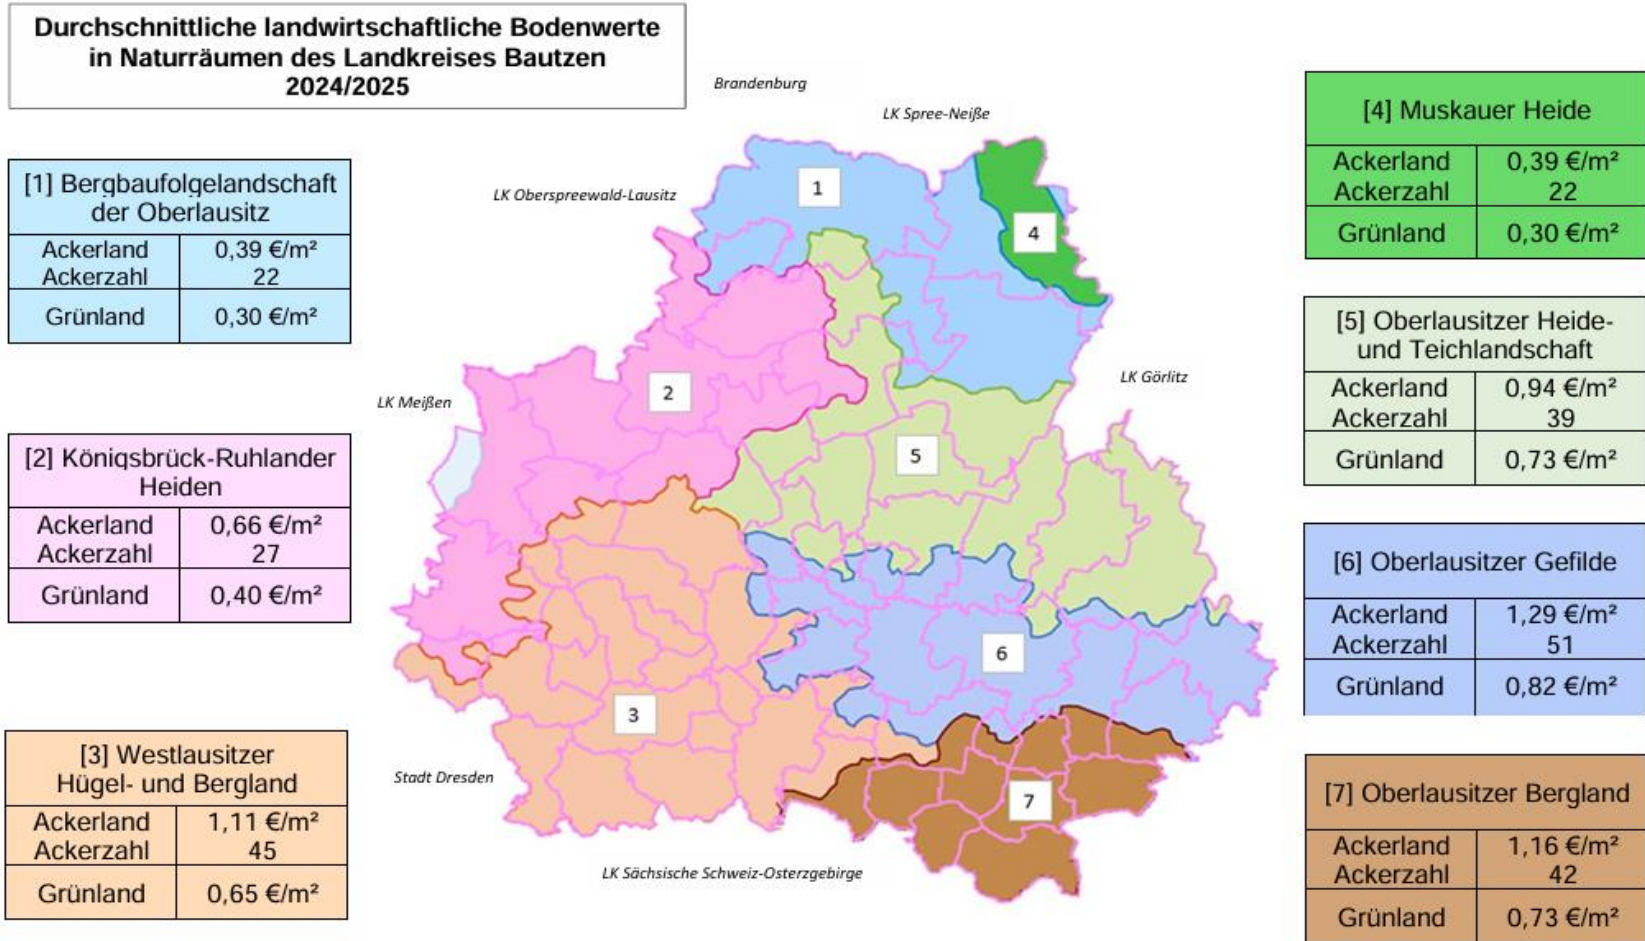 Durchschnittliche landwirtschaftliche Bodenwerte
in Naturräumen des Landkreises Bautzen
2024/2025
Brandenburg
LK Spree-Neiße
LK Oberspreewald-Lausitz
LK Meißen
LK Görlitz
Stadt Dresden
LK Sächsische Schweiz-Osterzgebirge
1
2
3
4
5
6
7
[1] Bergbaufolgelandschaft
der Oberlausitz
Ackerland 0,39 €/m²
Ackerzahl 22
Grünland 0,30 €/m²
[2] Königsbrück-Ruhlander
Heiden
Ackerland 0,66 €/m²
Ackerzahl 27
Grünland 0,40 €/m²
[3] Westlausitzer
Hügel- und Bergland
Ackerland 1,11 €/m²
Ackerzahl 45
Grünland 0,65 €/m²
[4] Muskauer Heide
Ackerland 0,39 €/m²
Ackerzahl 22
Grünland 0,30 €/m²
[5] Oberlausitzer Heide-
und Teichlandschaft
Ackerland 0,94 €/m²
Ackerzahl 39
Grünland 0,73 €/m²
[6] Oberlausitzer Gefilde
Ackerland 1,29 €/m²
Ackerzahl 51
Grünland 0,82 €/m²
[7] Oberlausitzer Bergland
Ackerland 1,16 €/m²
Ackerzahl 42
Grünland 0,73 €/m²